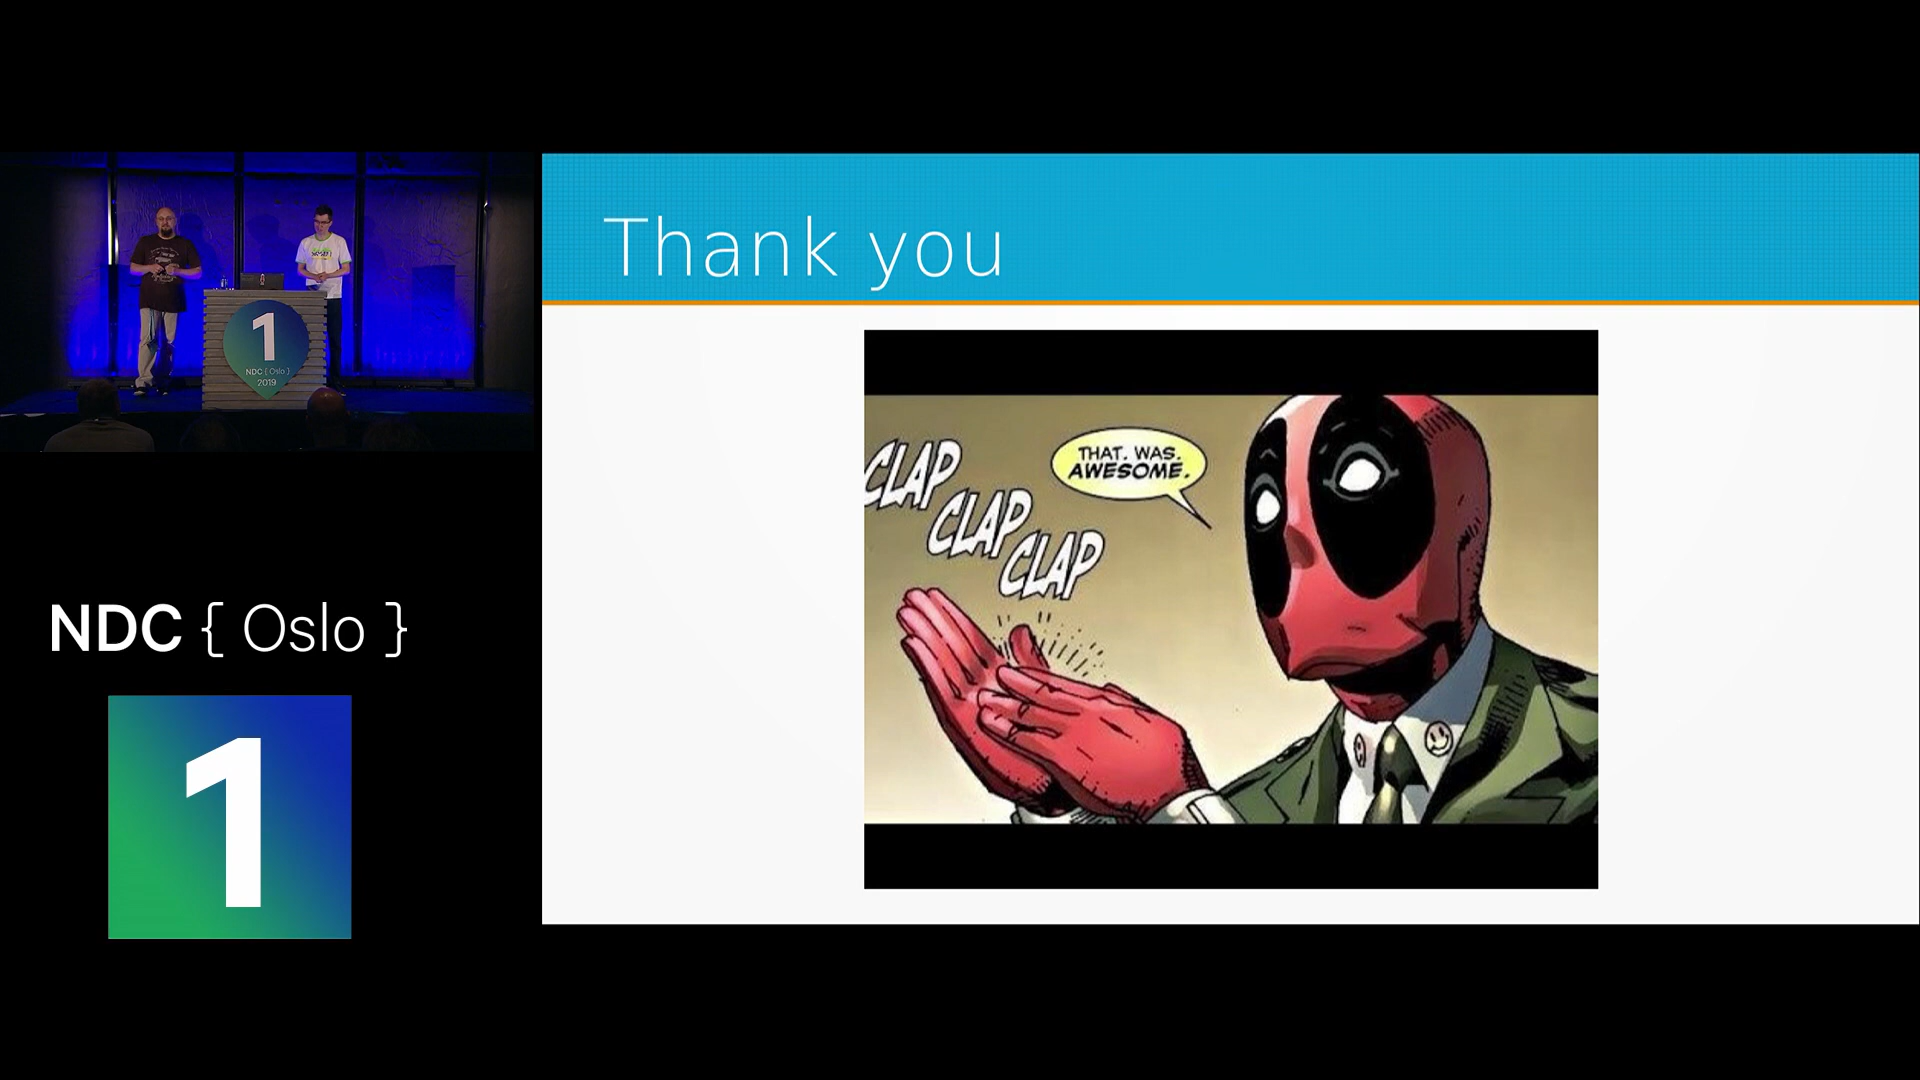 1
NDC { Oslo }
2019
NDC { Oslo }
1
Thank you
CLAP
CLAP
CLAP
THAT. WAS.
AWESOME.